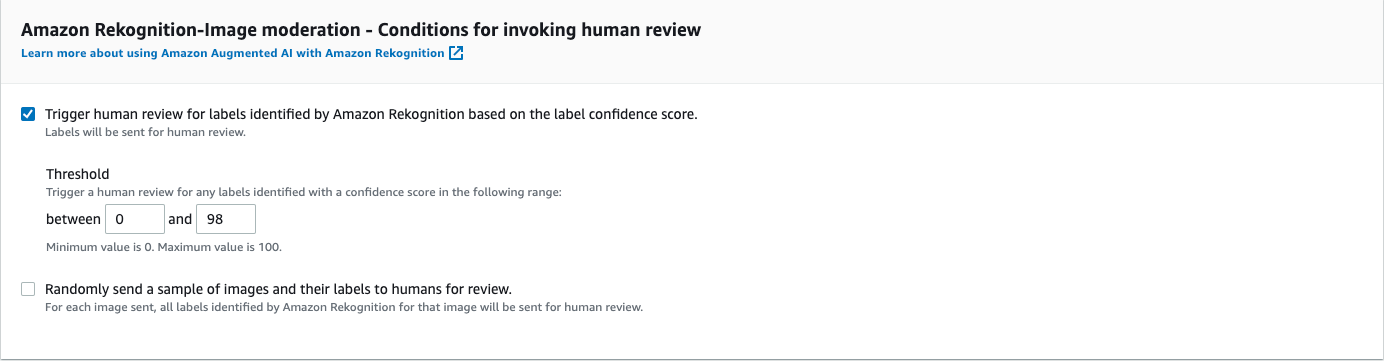 Amazon Rekognition-Image moderation - Conditions for invoking human review
Learn more about using Amazon Augmented AI with Amazon Rekognition
Trigger human review for labels identified by Amazon Rekognition based on the label confidence score.
Labels will be sent for human review.
Threshold
Trigger a human review for any labels identified with a confidence score in the following range:
between 0 and 98
Minimum value is 0. Maximum value is 100.
Randomly send a sample of images and their labels to humans for review.
For each image sent, all labels identified by Amazon Rekognition for that image will be sent for human review.